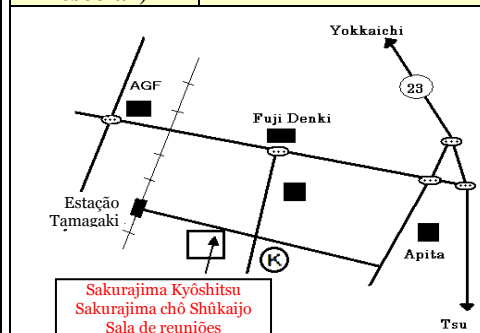 Yokkaichi
23
AGF
Fuji Denki
Estação
Tamagaki
K
Apita
Sakurajima Kyôshitsu
Sakurajima chô Shûkaijo
Sala de reuniões
Tsu